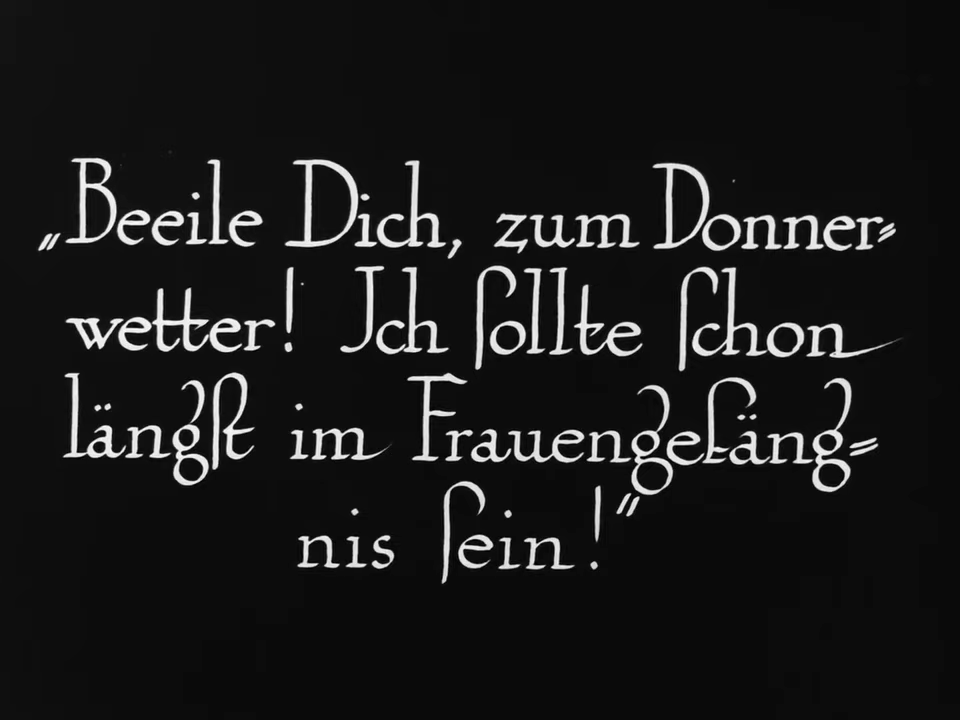 „Beeile Dich, zum Donner-
wetter! Ich ſollte ſchon
längſt im Frauengefäng-
nis ſein!“